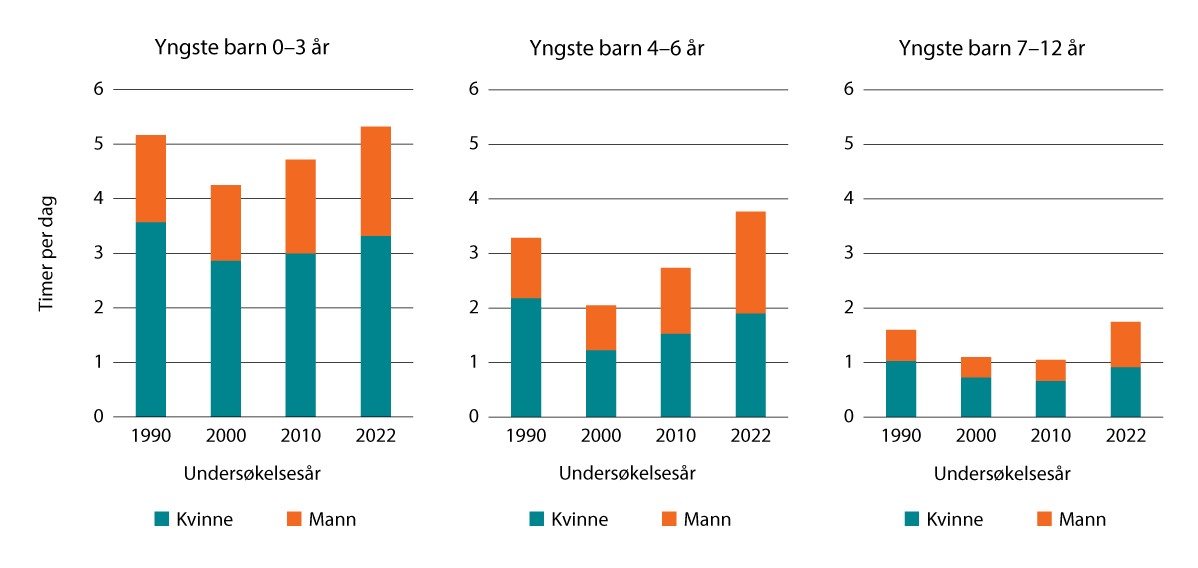 Yngste barn 0–3 år
Timer per dag
6
5
4
3
2
1
0
1990 2000 2010 2022
Undersøkelsesår
Kvinne Mann
Yngste barn 4–6 år
6
5
4
3
2
1
0
1990 2000 2010 2022
Undersøkelsesår
Kvinne Mann
Yngste barn 7–12 år
6
5
4
3
2
1
0
1990 2000 2010 2022
Undersøkelsesår
Kvinne Mann